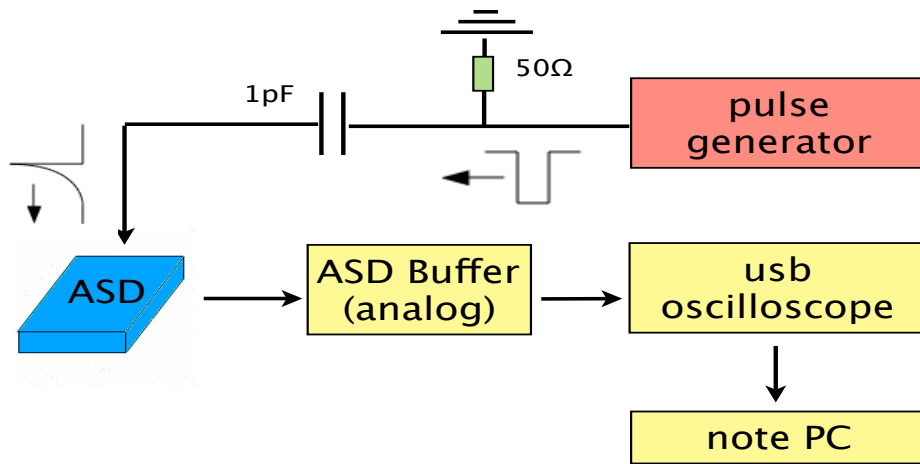 50Ω
1pF
pulse
generator
ASD
ASD Buffer
(analog)
usb
oscilloscope
note PC